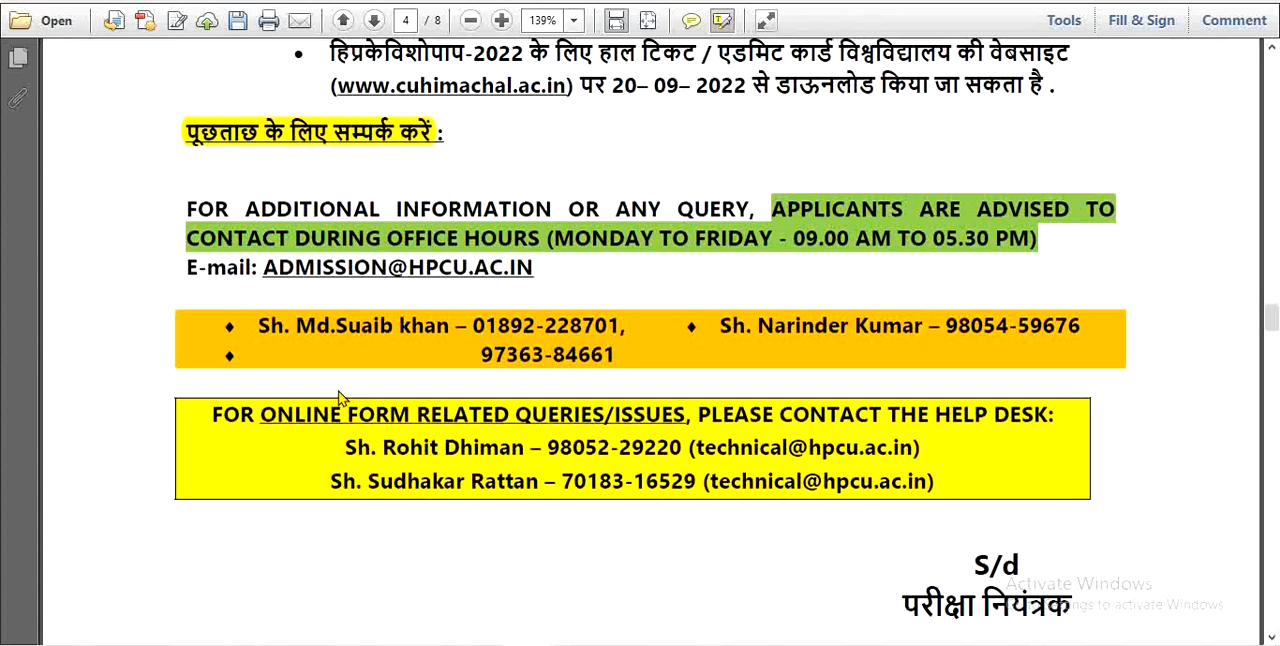 Open
4 / 8
139%
Tools
Fill & Sign
Comment
• हिप्रकेविशोपाप-2022 के लिए हाल टिकट / एडमिट कार्ड विश्वविद्यालय की वेबसाइट
(www.cuhimachal.ac.in) पर 20– 09– 2022 से डाऊनलोड किया जा सकता है .
पूछताछ के लिए सम्पर्क करें :
FOR ADDITIONAL INFORMATION OR ANY QUERY, APPLICANTS ARE ADVISED TO
CONTACT DURING OFFICE HOURS (MONDAY TO FRIDAY - 09.00 AM TO 05.30 PM)
E-mail: ADMISSION@HPCU.AC.IN
♦ Sh. Md.Suaib khan – 01892-228701, ♦ Sh. Narinder Kumar – 98054-59676
♦ 97363-84661
FOR ONLINE FORM RELATED QUERIES/ISSUES, PLEASE CONTACT THE HELP DESK:
Sh. Rohit Dhiman – 98052-29220 (technical@hpcu.ac.in)
Sh. Sudhakar Rattan – 70183-16529 (technical@hpcu.ac.in)
S/d
Activate Windows
परीक्षा नियंत्रक
to activate Windows